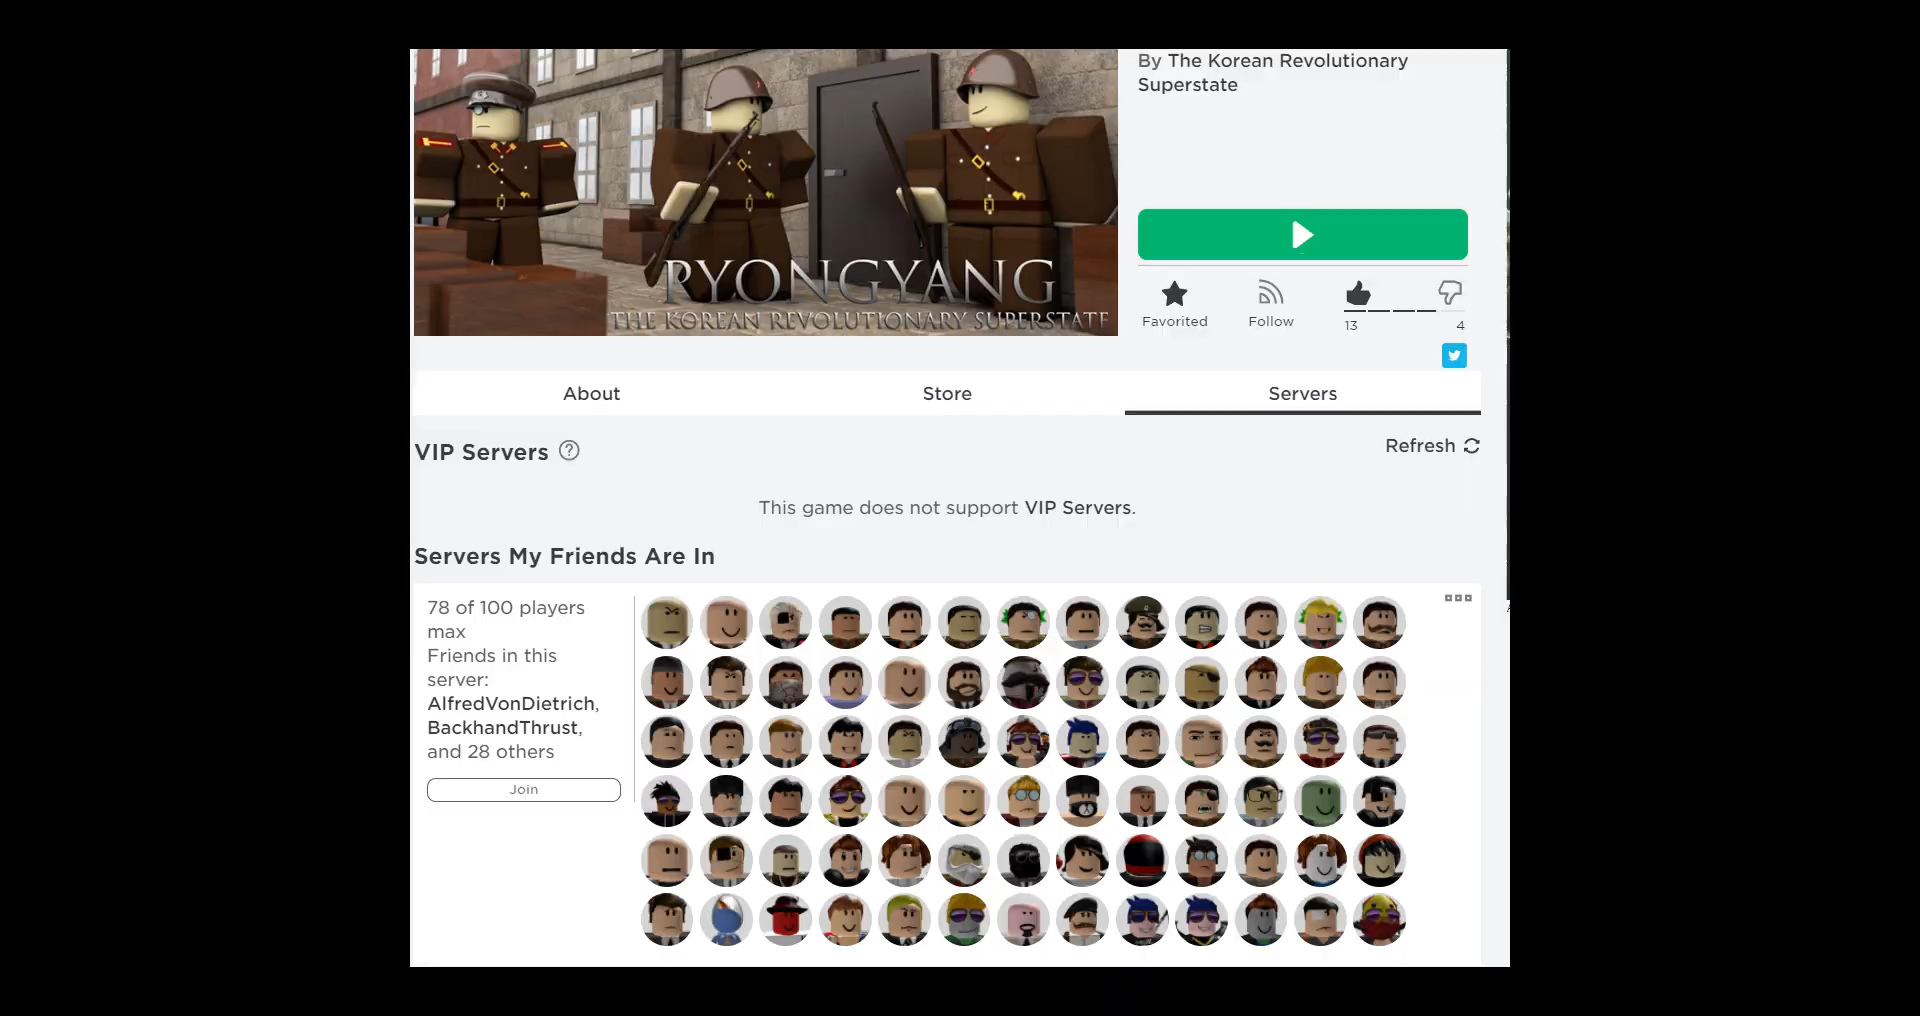 PYONGYANG
THE KOREAN REVOLUTIONARY SUPERSTATE
By The Korean Revolutionary
Superstate
Favorited
Follow
13
4
About
Store
Servers
VIP Servers
Refresh
This game does not support VIP Servers.
Servers My Friends Are In
78 of 100 players
max
Friends in this
server:
AlfredVonDietrich,
BackhandThrust,
and 28 others
Join